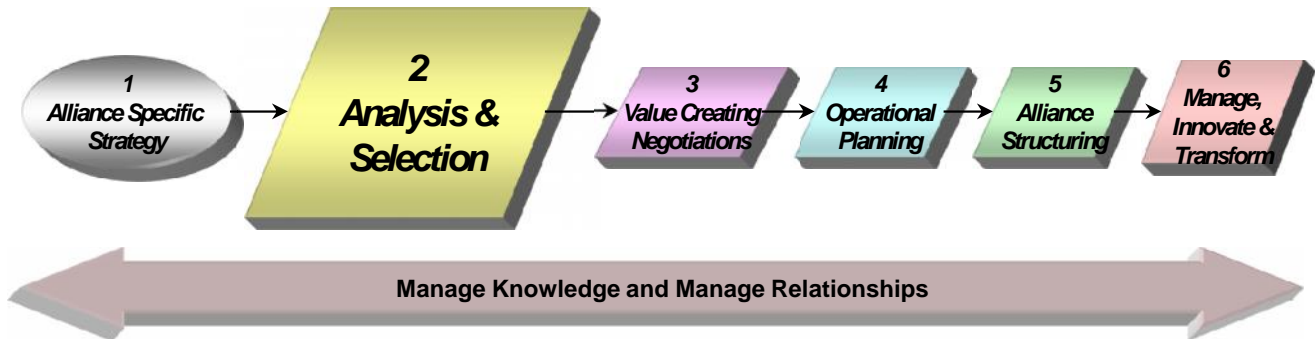 1
Alliance Specific
Strategy
2
Analysis &
Selection
3
Value Creating
Negotiations
4
Operational
Planning
5
Alliance
Structuring
6
Manage,
Innovate &
Transform
Manage Knowledge and Manage Relationships